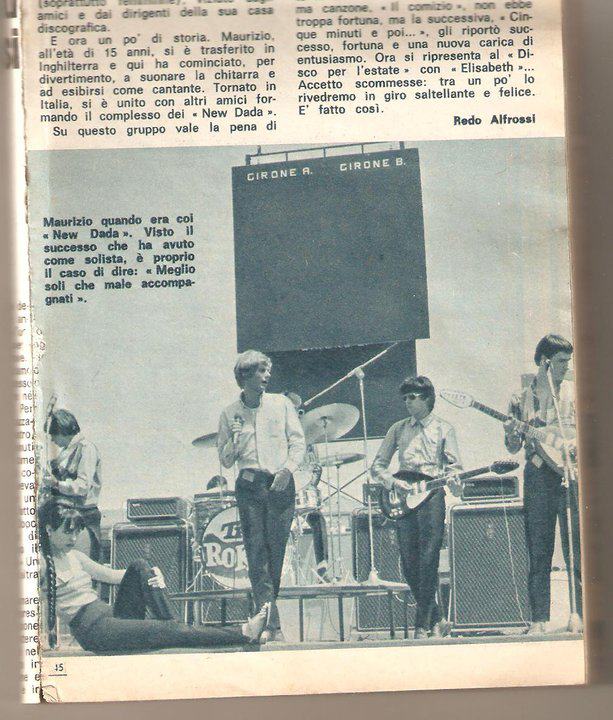 (soprattutto
amici e dai dirigenti della sua casa
discografica.
E ora un po' di storia. Maurizio,
all'età di 15 anni, si è trasferito in
Inghilterra e qui ha cominciato, per
divertimento, a suonare la chitarra e
ad esibirsi come cantante. Tornato in
Italia, si è unito con altri amici for-
mando il complesso dei « New Dada ».
Su questo gruppo vale la pena di
ma canzone, « Il comizio », non ebbe
troppa fortuna, ma la successiva, « Cin-
que minuti e poi... », gli riportò suc-
cesso, fortuna e una nuova carica di
entusiasmo. Ora si ripresenta al « Di-
sco per l'estate » con « Elisabeth »...
Accetto scommesse: tra un po' lo
rivedremo in giro saltellante e felice.
E' fatto così.
Redo Alfrossi
GIRONE A. GIRONE B.
Maurizio quando era coi
« New Dada ». Visto il
successo che ha avuto
come solista, è proprio
il caso di dire: « Meglio
soli che male accompa-
gnati ».
THE
ROK
15